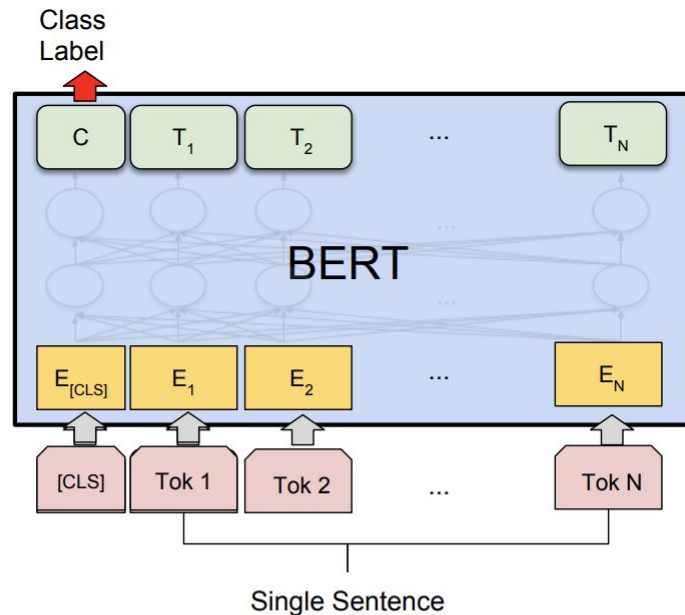 Class
Label
C T1 T2 ... TN
...
BERT
...
E[CLS] E1 E2 ... EN
[CLS] Tok 1 Tok 2 ... Tok N
Single Sentence